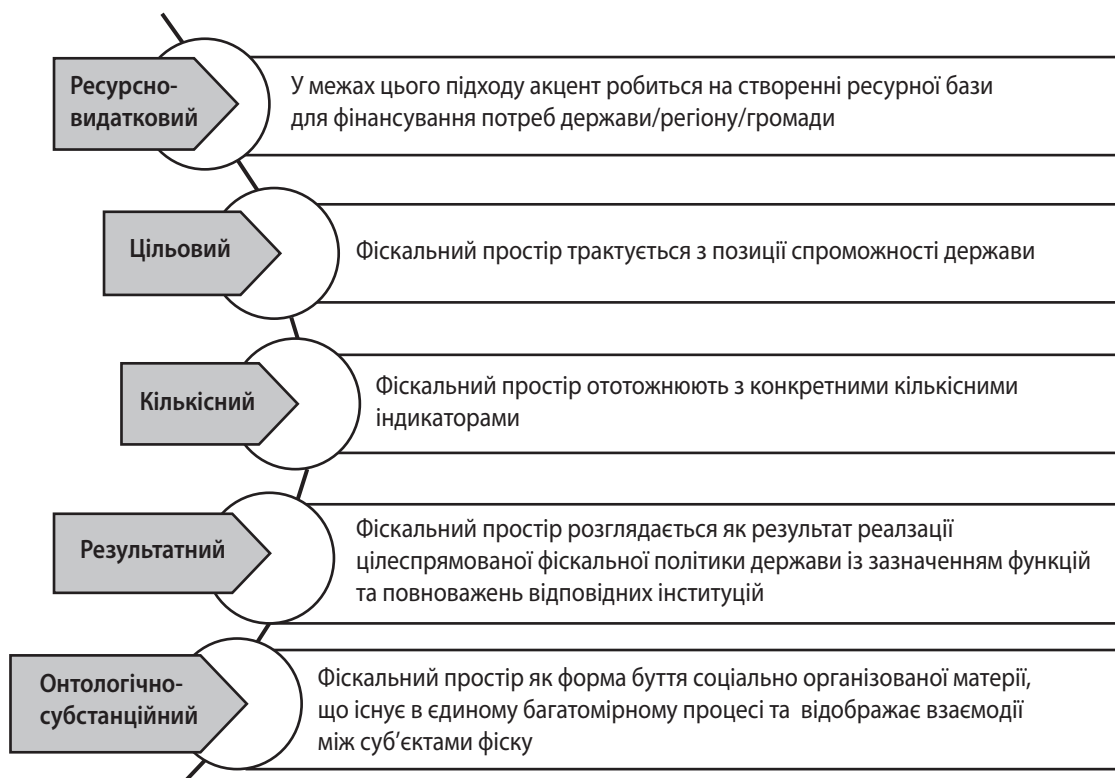 Ресурсно-
видатковий
У межах цього підходу акцент робиться на створенні ресурної бази
для фінансування потреб держави/регіону/громади
Цільовий
Фіскальний простір трактується з позиції спроможності держави
Кількісний
Фіскальний простір ототожнюють з конкретними кількісними
індикаторами
Результатний
Фіскальний простір розглядається як результат реалзації
цілеспрямованої фіскальної політики держави із зазначенням функцій
та повноважень відповідних інституцій
Онтологічно-
субстанційний
Фіскальний простір як форма буття соціально організованої матерії,
що існує в єдиному багатомірному процесі та відображає взаємодії
між суб’єктами фіску